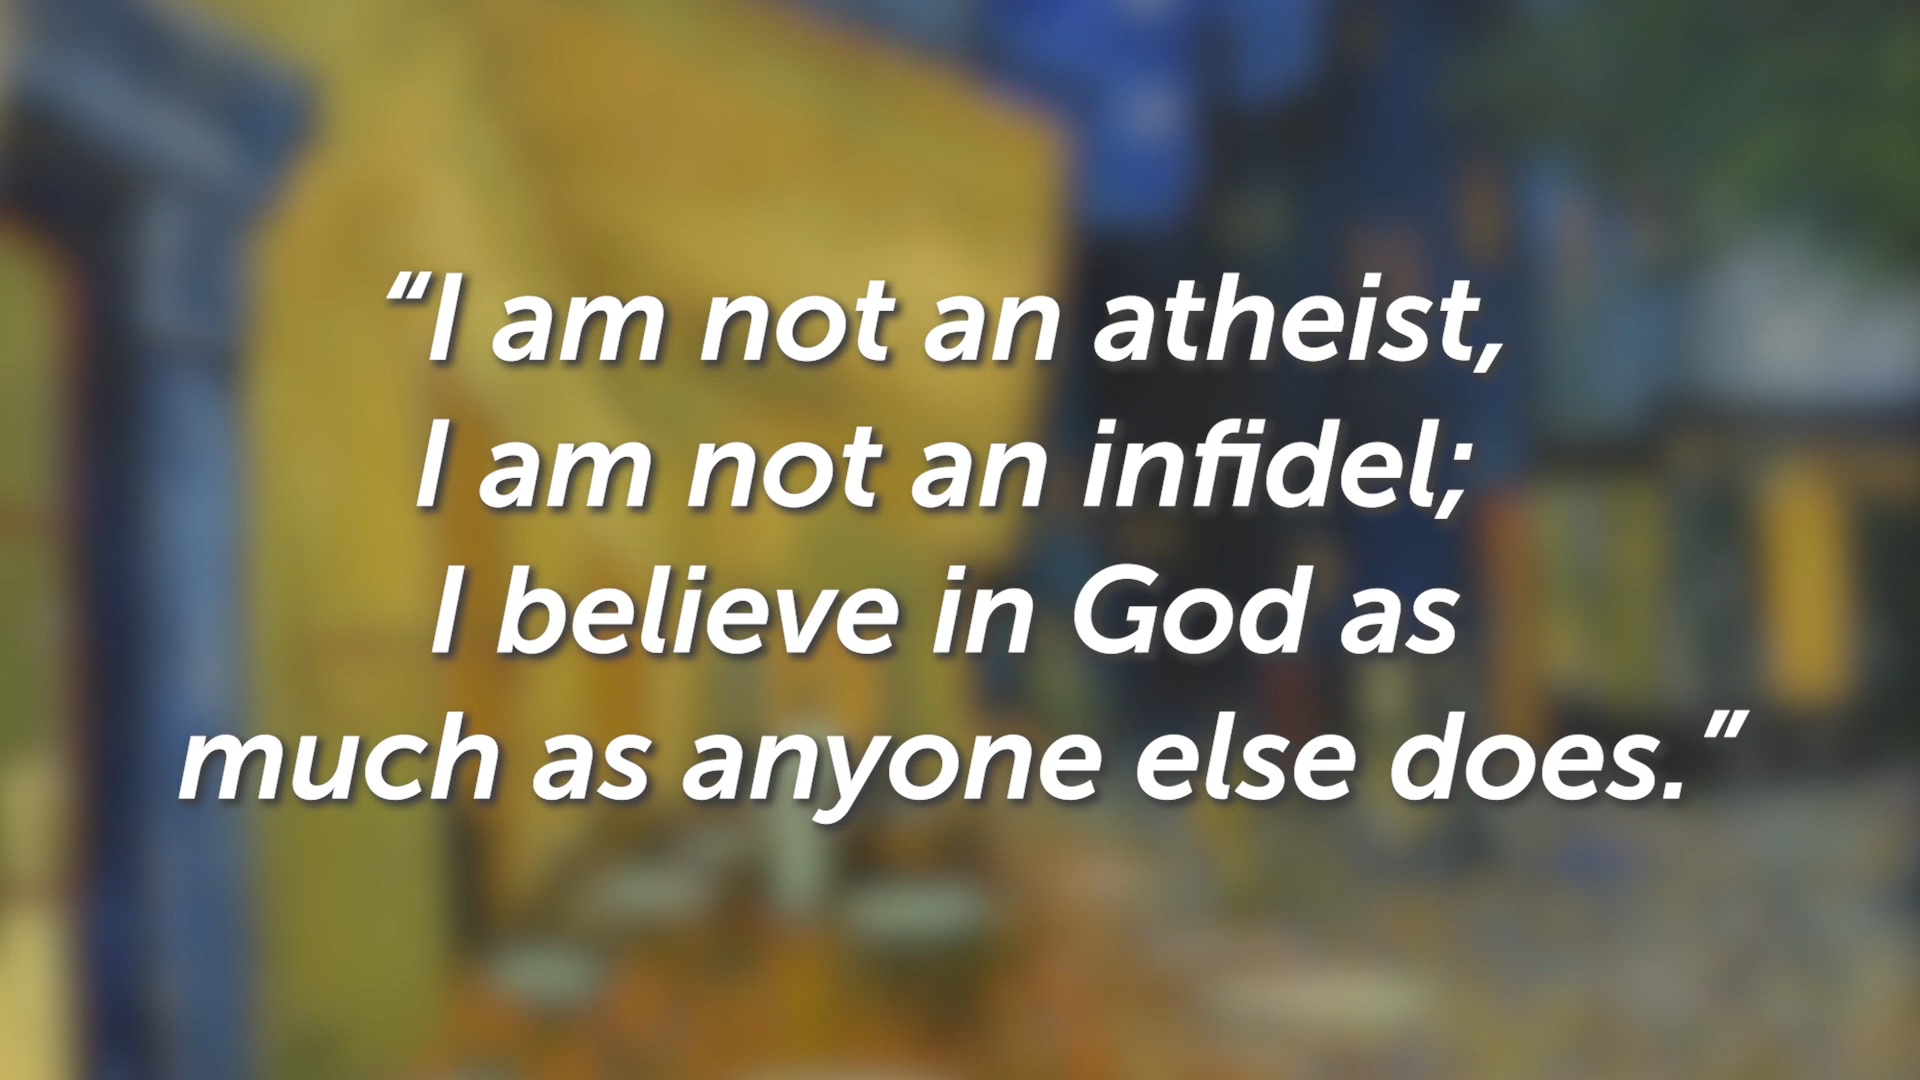 “I am not an atheist,
I am not an infidel;
I believe in God as
much as anyone else does.”